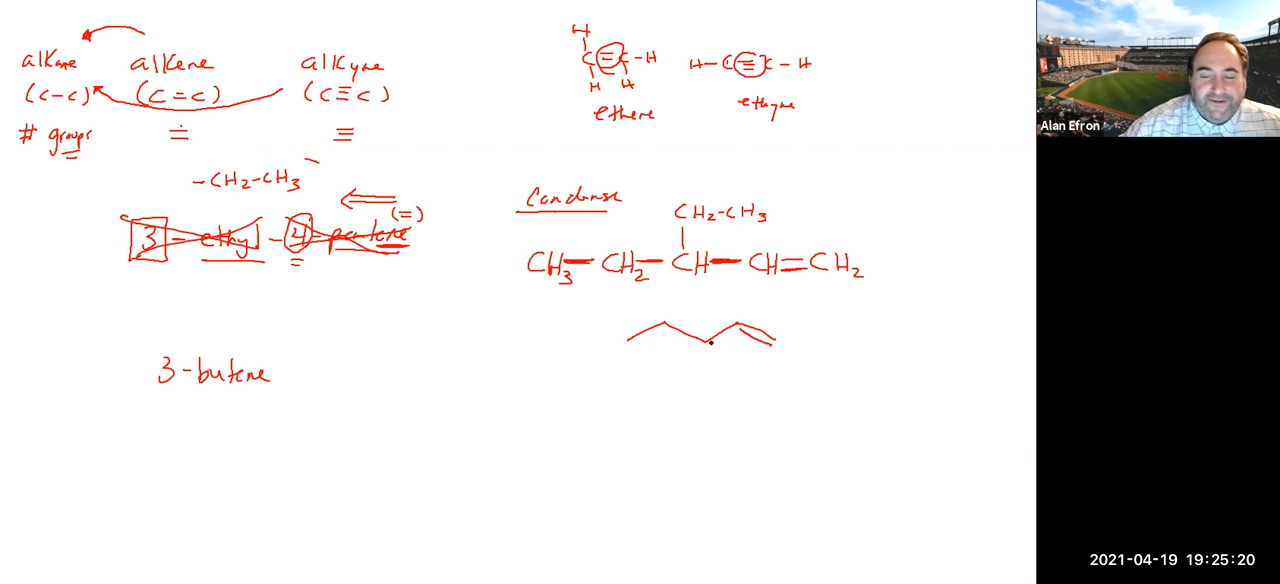 alkane alkene alkyne
(C-C) (C=C) (C≡C)
# groups = ≡
-CH2-CH3
(=)
3-ethyl-4-pentene
3-butene
H
C=C-H
H H
ethene
H-C≡C-H
ethyne
Condense
CH2-CH3
CH3-CH2-CH-CH=CH2
Alan Efron
2021-04-19 19:25:20